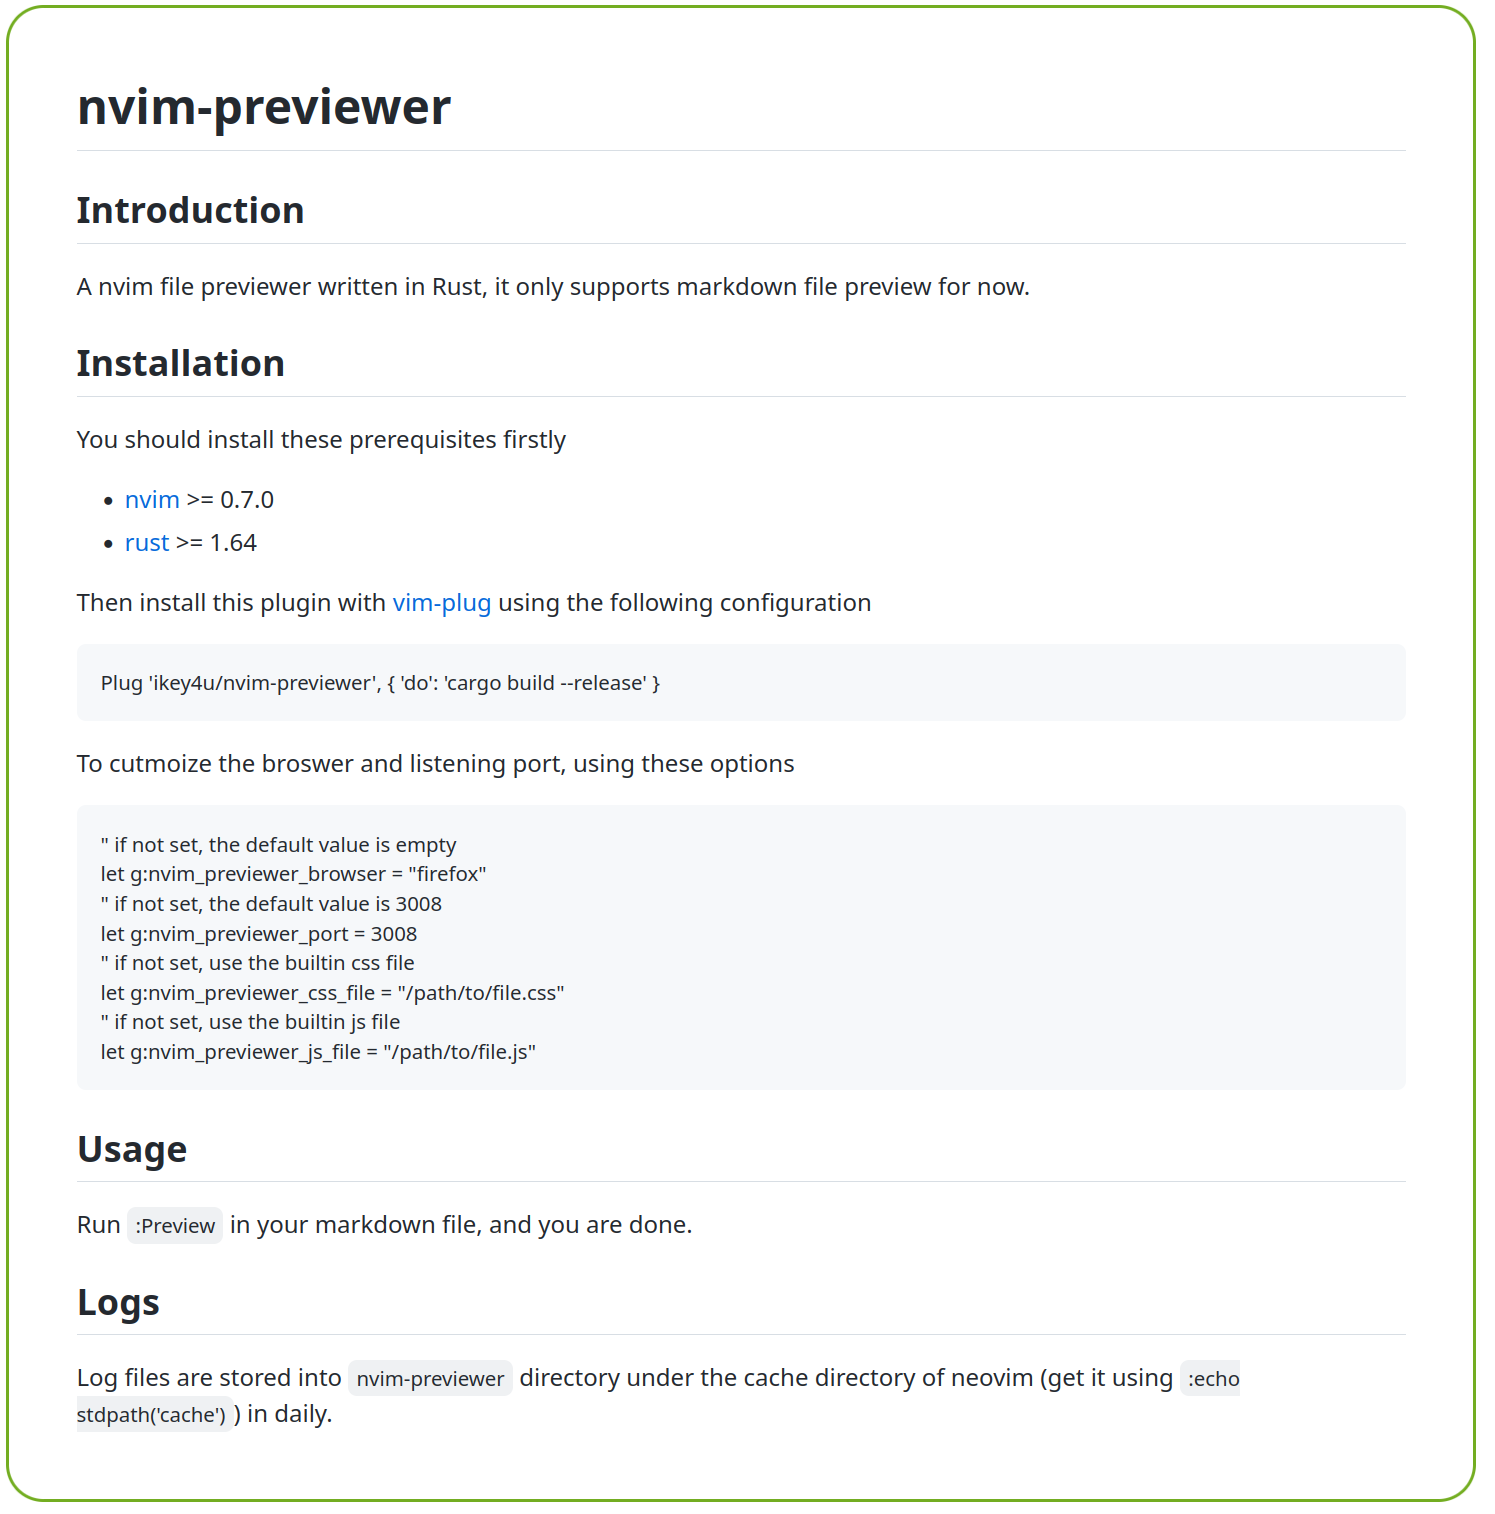 nvim-previewer
Introduction
A nvim file previewer written in Rust, it only supports markdown file preview for now.
Installation
You should install these prerequisites firstly
• nvim >= 0.7.0
• rust >= 1.64
Then install this plugin with vim-plug using the following configuration
Plug 'ikey4u/nvim-previewer', { 'do': 'cargo build --release' }
To cutmoize the broswer and listening port, using these options
" if not set, the default value is empty
let g:nvim_previewer_browser = "firefox"
" if not set, the default value is 3008
let g:nvim_previewer_port = 3008
" if not set, use the builtin css file
let g:nvim_previewer_css_file = "/path/to/file.css"
" if not set, use the builtin js file
let g:nvim_previewer_js_file = "/path/to/file.js"
Usage
Run :Preview in your markdown file, and you are done.
Logs
Log files are stored into nvim-previewer directory under the cache directory of neovim (get it using :echo
stdpath('cache') ) in daily.